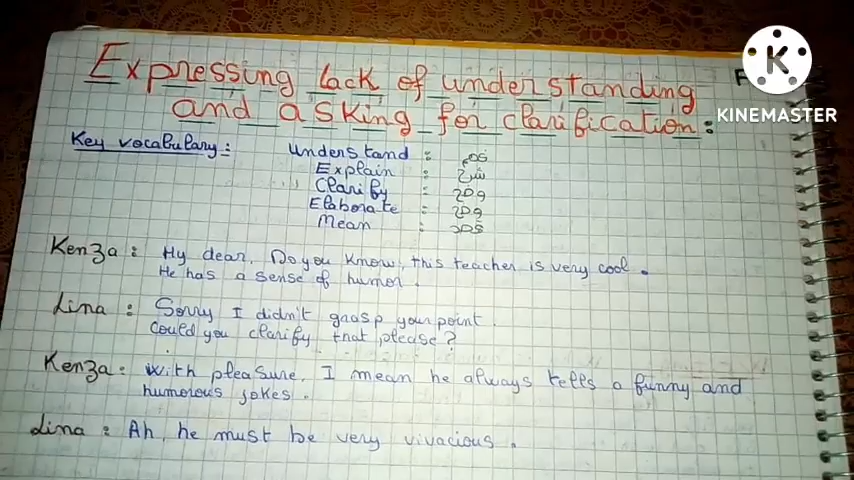 Expressing lack of understanding
and asking for clarification:
Key vocabulary: Understand : فهم
Explain : شرح
Clarify : وضح
Elaborate : وضح
Mean :
Kenza : Hy dear. Do you know, this teacher is very cool.
He has a sense of humor.
Lina : Sorry I didn't grasp your point.
Could you clarify that please?
Kenza : With pleasure. I mean he always tells a funny and
humorous jokes.
Lina : Ah, he must be very vivacious.
K
KINEMASTER